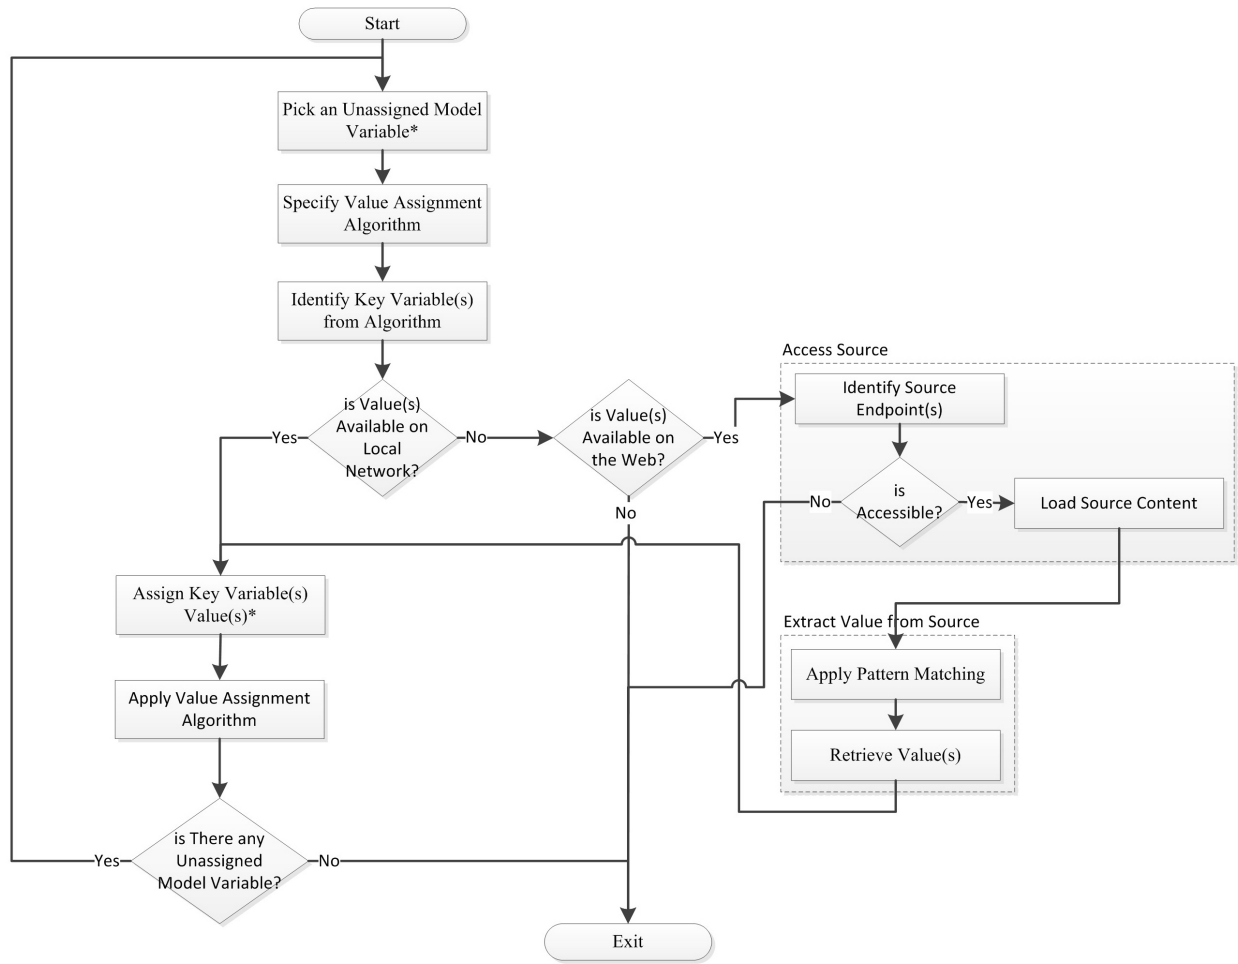 Start
Pick an Unassigned Model
Variable*
Specify Value Assignment
Algorithm
Identify Key Variable(s)
from Algorithm
is Value(s)
Available on
Local
Network?
Yes
No
is Value(s)
Available on
the Web?
Yes
No
Access Source
Identify Source
Endpoint(s)
is
Accessible?
No
Yes
Load Source Content
Extract Value from Source
Apply Pattern Matching
Retrieve Value(s)
Assign Key Variable(s)
Value(s)*
Apply Value Assignment
Algorithm
is There any
Unassigned
Model Variable?
Yes
No
Exit